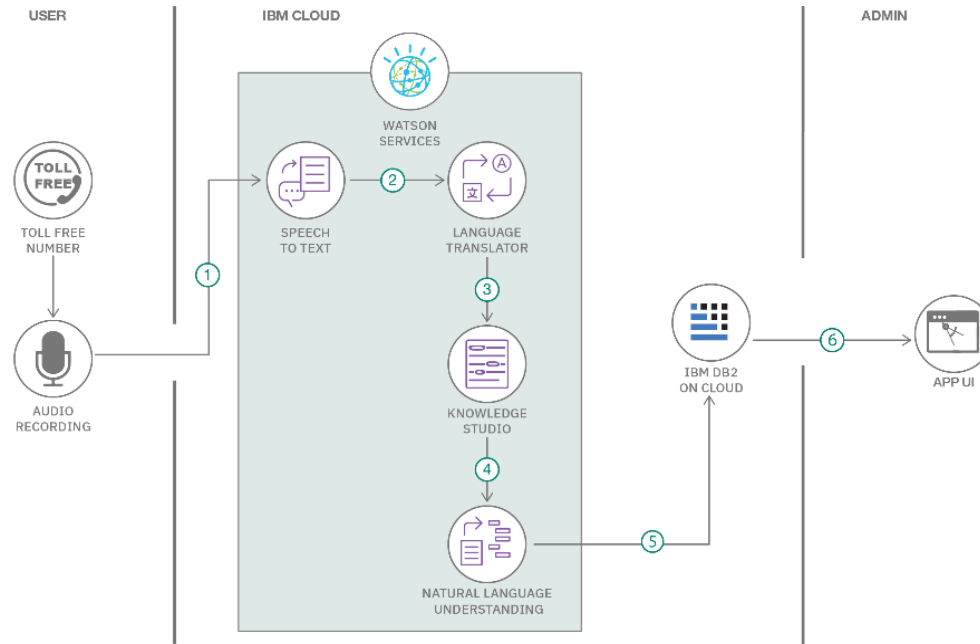 USER
IBM CLOUD
ADMIN
WATSON
SERVICES
TOLL
FREE
TOLL FREE
NUMBER
1
SPEECH
TO TEXT
2
A
文
LANGUAGE
TRANSLATOR
3
AUDIO
RECORDING
KNOWLEDGE
STUDIO
4
NATURAL LANGUAGE
UNDERSTANDING
5
IBM DB2
ON CLOUD
6
APP UI